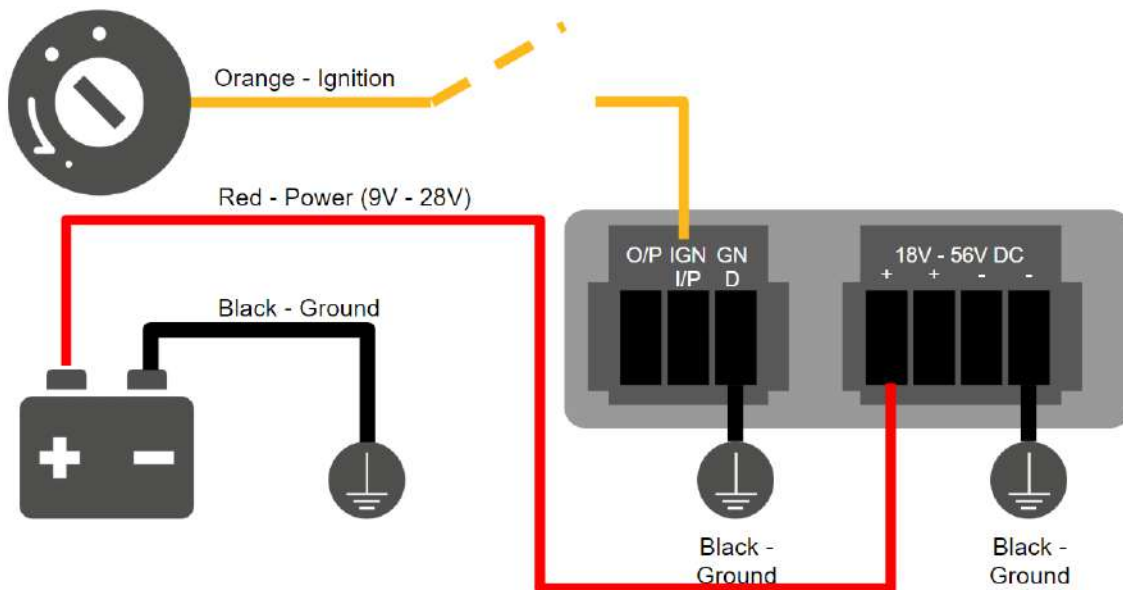 Orange - Ignition
Red - Power (9V - 28V)
O/P IGN GN
I/P D
18V - 56V DC
+ + - -
Black - Ground
+ -
Black -
Ground
Black -
Ground